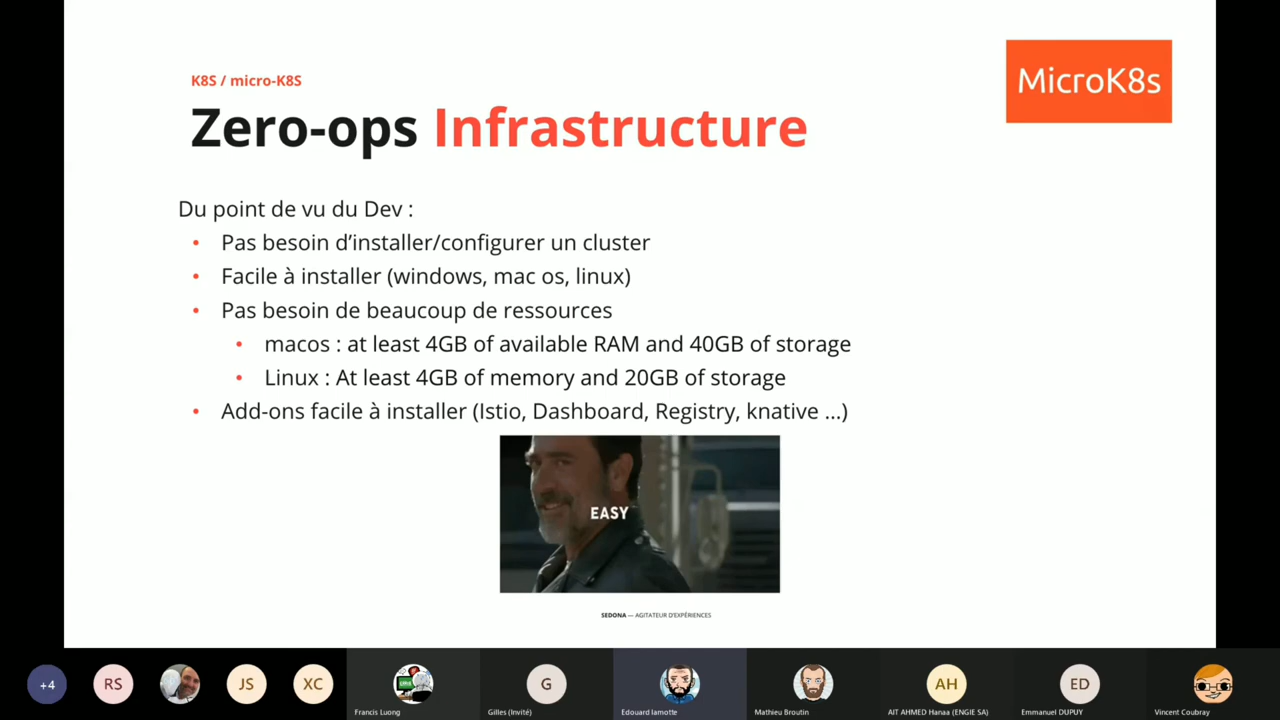 K8S / micro-K8S
MicroK8s
Zero-ops Infrastructure
Du point de vu du Dev :
• Pas besoin d’installer/configurer un cluster
• Facile à installer (windows, mac os, linux)
• Pas besoin de beaucoup de ressources
• macos : at least 4GB of available RAM and 40GB of storage
• Linux : At least 4GB of memory and 20GB of storage
• Add-ons facile à installer (Istio, Dashboard, Registry, knative ...)
EASY
SEDONA — AGITATEUR D'EXPÉRIENCES
+4
RS
JS
XC
G
AH
ED
Francis Luong
Gilles (Invité)
Edouard lamotte
Mathieu Broutin
AIT AHMED Hanaa (ENGIE SA)
Emmanuel DUPUY
Vincent Coubray